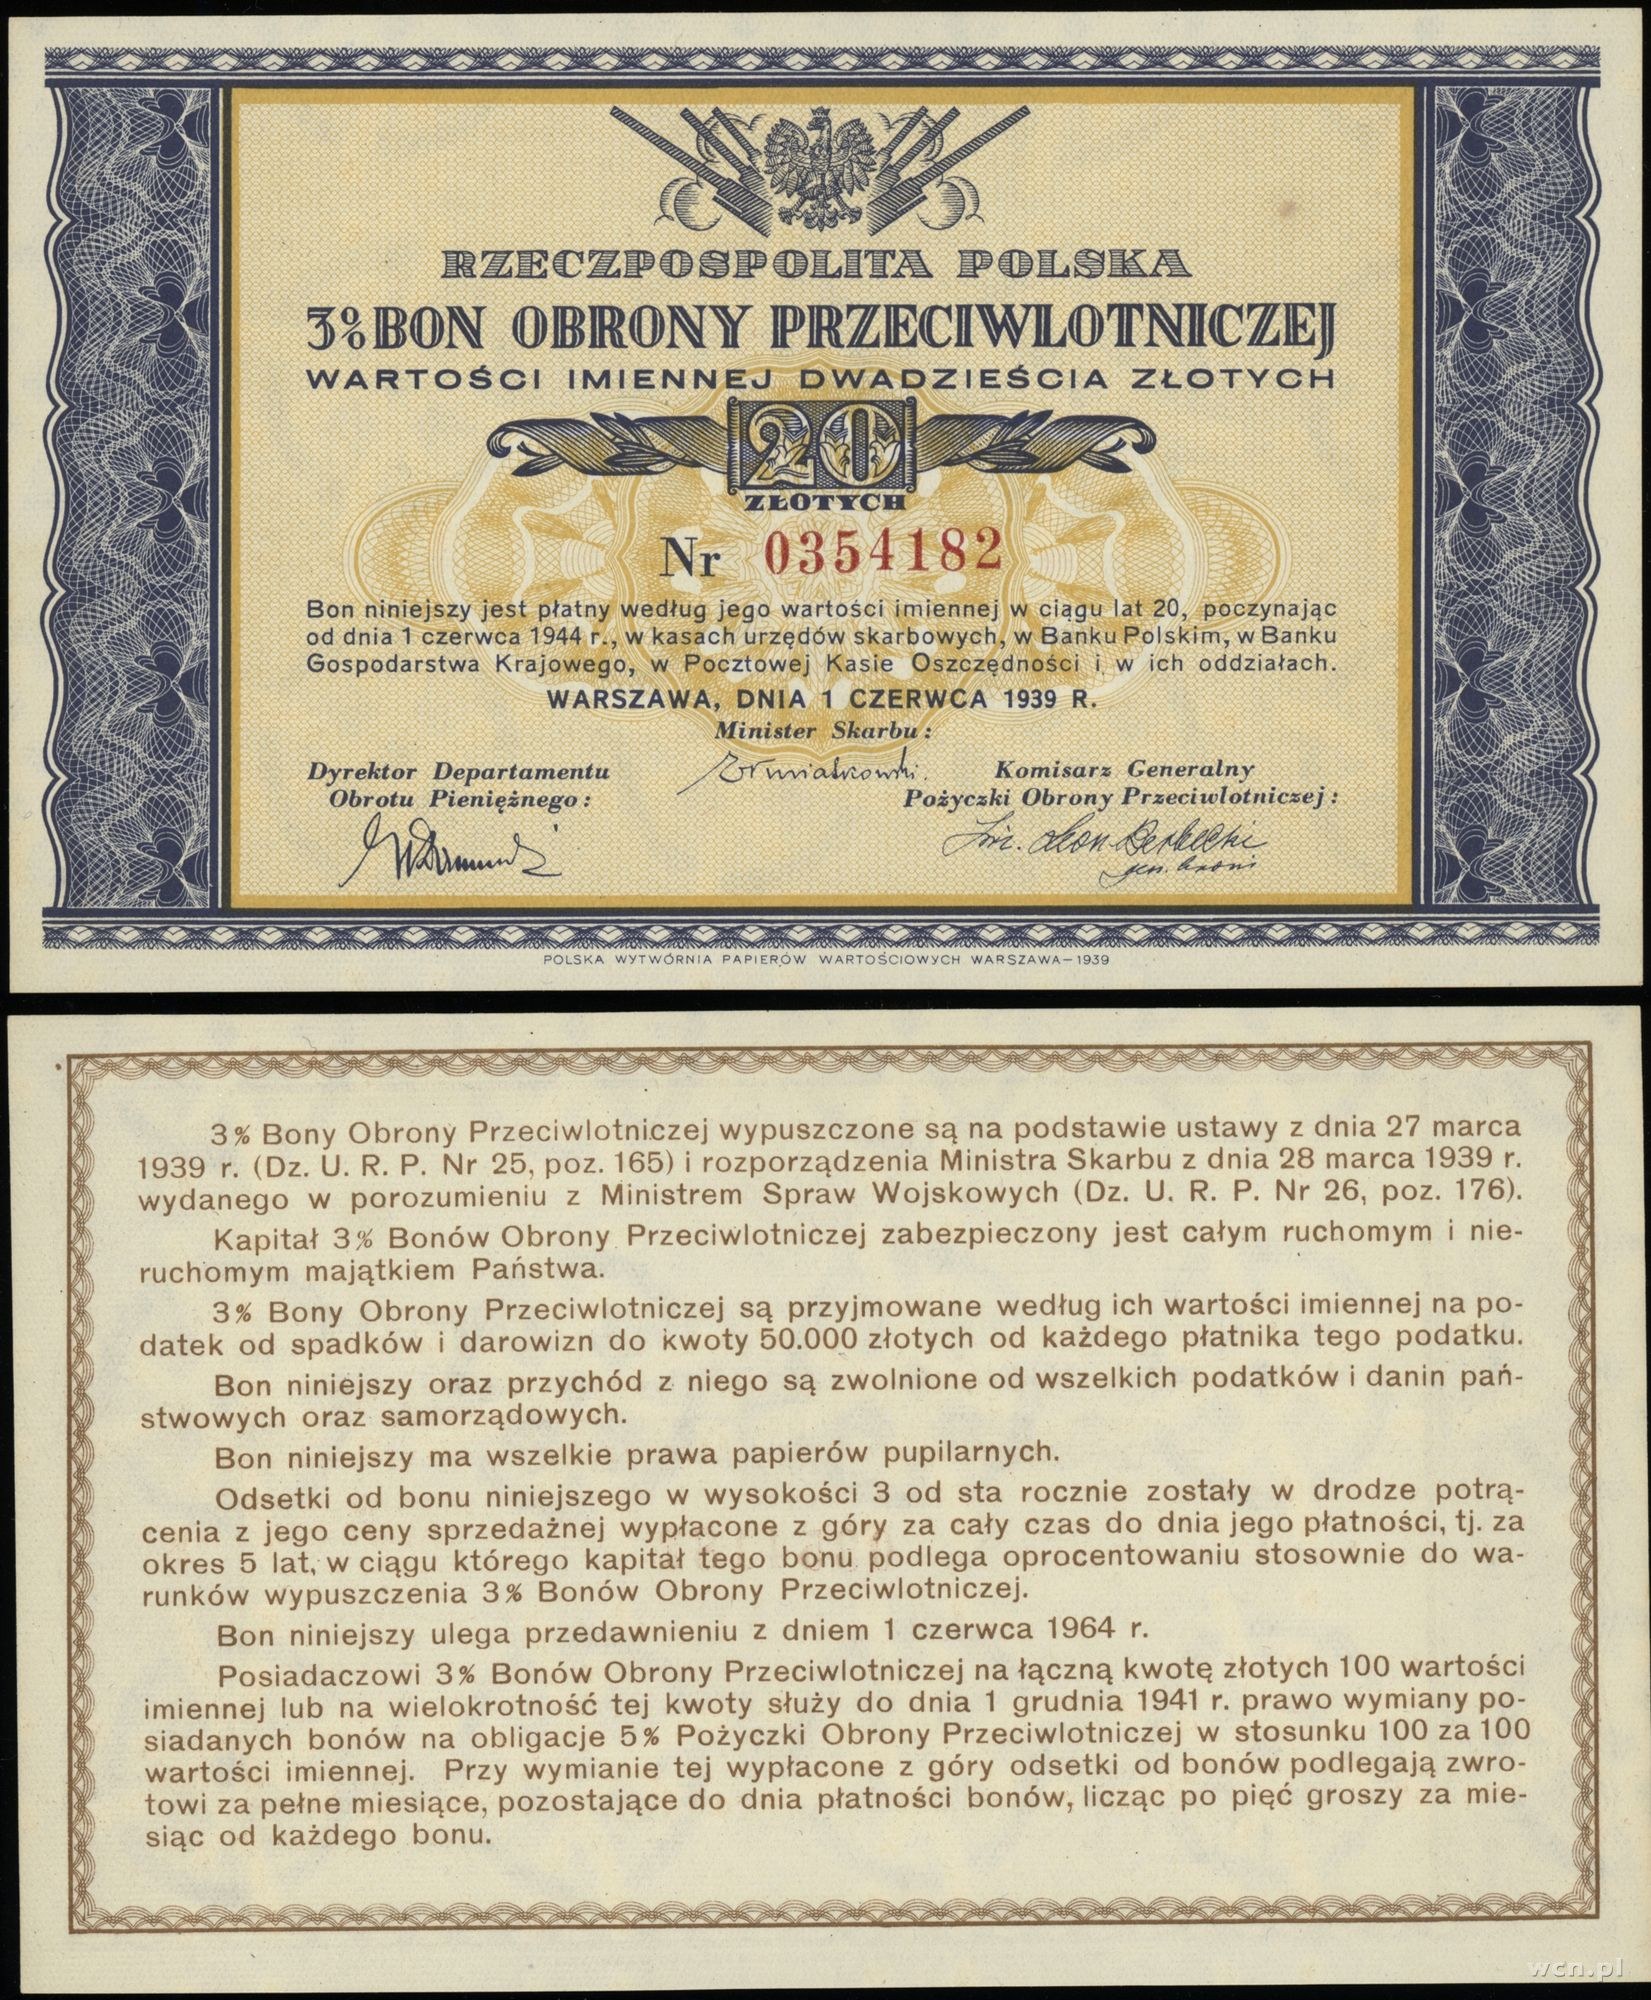 RZECZPOSPOLITA POLSKA
3% BON OBRONY PRZECIWLOTNICZEJ
WARTOŚCI IMIENNEJ DWADZIEŚCIA ZŁOTYCH
20
ZŁOTYCH
Nr 0354182
Bon niniejszy jest płatny według jego wartości imiennej w ciągu lat 20, poczynając
od dnia 1 czerwca 1944 r., w kasach urzędów skarbowych, w Banku Polskim, w Banku
Gospodarstwa Krajowego, w Pocztowej Kasie Oszczędności i w ich oddziałach.
WARSZAWA, DNIA 1 CZERWCA 1939 R.
Minister Skarbu:
Dyrektor Departamentu
Obrotu Pieniężnego:
Komisarz Generalny
Pożyczki Obrony Przeciwlotniczej:
POLSKA WYTWÓRNIA PAPIERÓW WARTOŚCIOWYCH WARSZAWA—1939
3% Bony Obrony Przeciwlotniczej wypuszczone są na podstawie ustawy z dnia 27 marca
1939 r. (Dz. U. R. P. Nr 25, poz. 165) i rozporządzenia Ministra Skarbu z dnia 28 marca 1939 r.
wydanego w porozumieniu z Ministrem Spraw Wojskowych (Dz. U. R. P. Nr 26, poz. 176).
Kapitał 3% Bonów Obrony Przeciwlotniczej zabezpieczony jest całym ruchomym i nie-
ruchomym majątkiem Państwa.
3% Bony Obrony Przeciwlotniczej są przyjmowane według ich wartości imiennej na po-
datek od spadków i darowizn do kwoty 50.000 złotych od każdego płatnika tego podatku.
Bon niniejszy oraz przychód z niego są zwolnione od wszelkich podatków i danin pań-
stwowych oraz samorządowych.
Bon niniejszy ma wszelkie prawa papierów pupilarnych.
Odsetki od bonu niniejszego w wysokości 3 od sta rocznie zostały w drodze potrą-
cenia z jego ceny sprzedażnej wypłacone z góry za cały czas do dnia jego płatności, tj. za
okres 5 lat, w ciągu którego kapitał tego bonu podlega oprocentowaniu stosownie do wa-
runków wypuszczenia 3% Bonów Obrony Przeciwlotniczej.
Bon niniejszy ulega przedawnieniu z dniem 1 czerwca 1964 r.
Posiadaczowi 3% Bonów Obrony Przeciwlotniczej na łączną kwotę złotych 100 wartości
imiennej lub na wielokrotność tej kwoty służy do dnia 1 grudnia 1941 r. prawo wymiany po-
siadanych bonów na obligacje 5% Pożyczki Obrony Przeciwlotniczej w stosunku 100 za 100
wartości imiennej. Przy wymianie tej wypłacone z góry odsetki od bonów podlegają zwro-
towi za pełne miesiące, pozostające do dnia płatności bonów, licząc po pięć groszy za mie-
siąc od każdego bonu.
wcn.pl